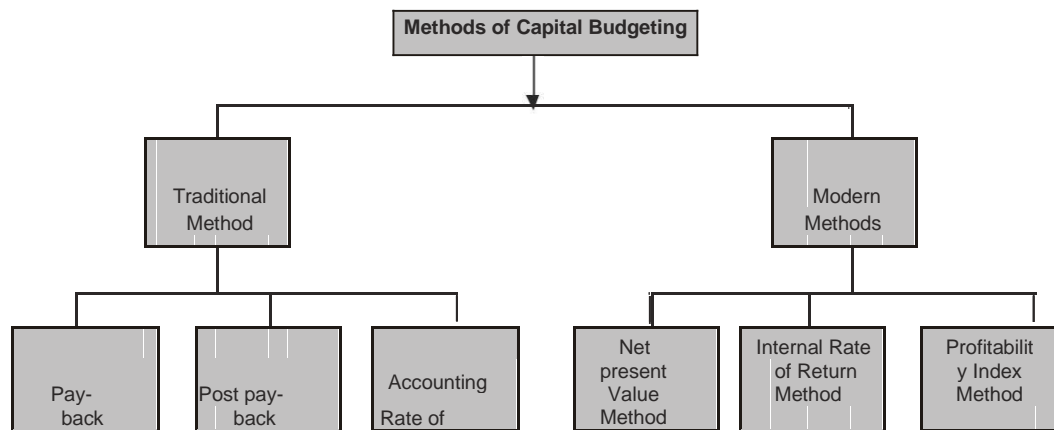 Methods of Capital Budgeting
Traditional
Method
Modern
Methods
Pay-
back
Post pay-
back
Accounting
Rate of
Net
present
Value
Method
Internal Rate
of Return
Method
Profitabilit
y Index
Method